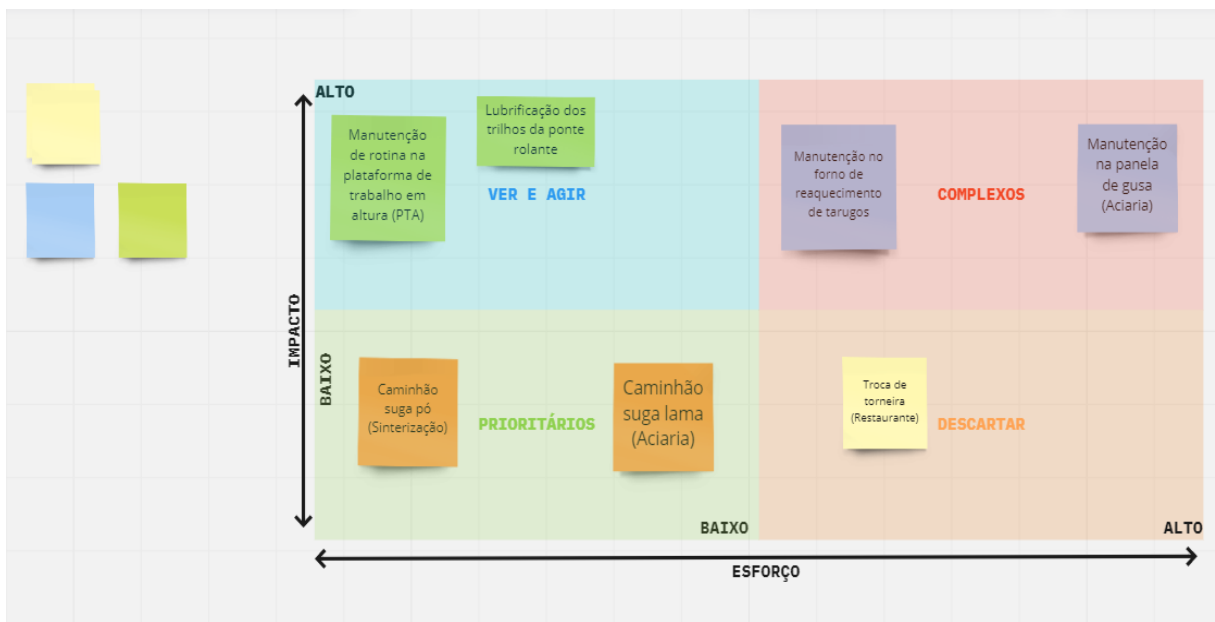 ALTO
Manutenção
de rotina na
plataforma de
trabalho em
altura (PTA)
Lubrificação dos
trilhos da ponte
rolante
VER E AGIR
Manutenção no
forno de
reaquecimento
de tarugos
COMPLEXOS
Manutenção
na panela
de gusa
(Aciaria)
IMPACTO
BAIXO
Caminhão
suga pó
(Sinterização)
PRIORITÁRIOS
Caminhão
suga lama
(Aciaria)
Troca de
torneira
(Restaurante)
DESCARTAR
BAIXO
ALTO
ESFORÇO